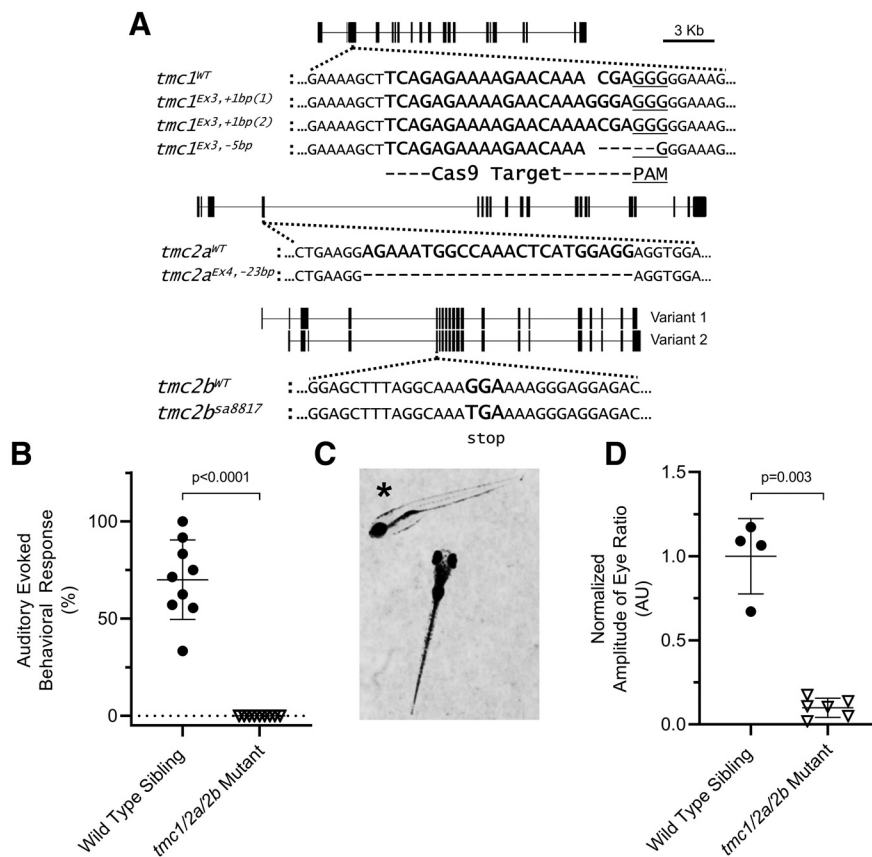 A
3 Kb
tmc1WT :...GAAAAGCTTCAGAGAAAAGAACAAA CGAGGGGGAAAG...
tmc1Ex3,+1bp(1) :...GAAAAGCTTCAGAGAAAAGAACAAAGGGAGGGGGAAAG...
tmc1Ex3,+1bp(2) :...GAAAAGCTTCAGAGAAAAGAACAAAACGAGGGGGAAAG...
tmc1Ex3,-5bp :...GAAAAGCTTCAGAGAAAAGAACAAA -----GGGAAAG...
----Cas9 Target------PAM
tmc2aWT :...CTGAAGGAGAAATGGCCAAACTCATGGAGGAGGTGGA...
tmc2aEx4,-23bp :...CTGAAGG-----------------------AGGTGGA...
Variant 1
Variant 2
tmc2bWT :...GGAGCTTTAGGCAAAGGAAAAGGGAGGAGAC...
tmc2bsa8817 :...GGAGCTTTAGGCAAATGAAAAGGGAGGAGAC...
stop
B
p<0.0001
Auditory Evoked
Behavioral Response
(%)
100
50
0
Wild Type Sibling
tmc1/2a/2b Mutant
C
*
D
p=0.003
Normalized
Amplitude of Eye Ratio
(AU)
1.5
1.0
0.5
0.0
Wild Type Sibling
tmc1/2a/2b Mutant